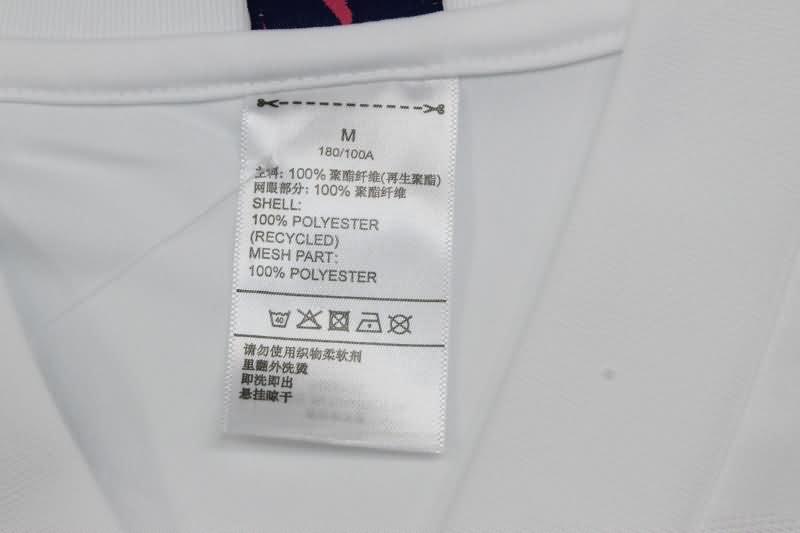 M
180/100A
主料: 100% 聚酯纤维(再生聚酯)
网眼部分: 100% 聚酯纤维
SHELL:
100% POLYESTER
(RECYCLED)
MESH PART:
100% POLYESTER
40
请勿使用织物柔软剂
里翻外洗烫
即洗即出
悬挂晾干